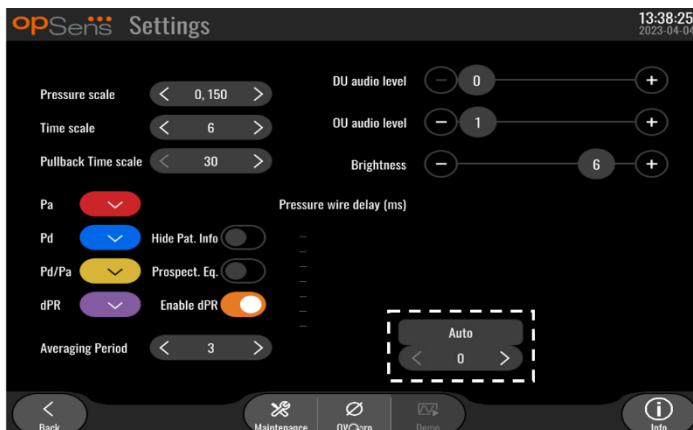 opSens Settings
13:38:25
2023-04-04
Pressure scale < 0, 150 >
Time scale < 6 >
Pullback Time scale < 30 >
DU audio level − 0 +
OU audio level − 1 +
Brightness − 6 +
Pa
Pressure wire delay (ms)
Pd Hide Pat. Info
Pd/Pa Prospect. Eq.
dPR Enable dPR
Averaging Period < 3 >
Auto
< 0 >
Back
Maintenance
Demo
Info